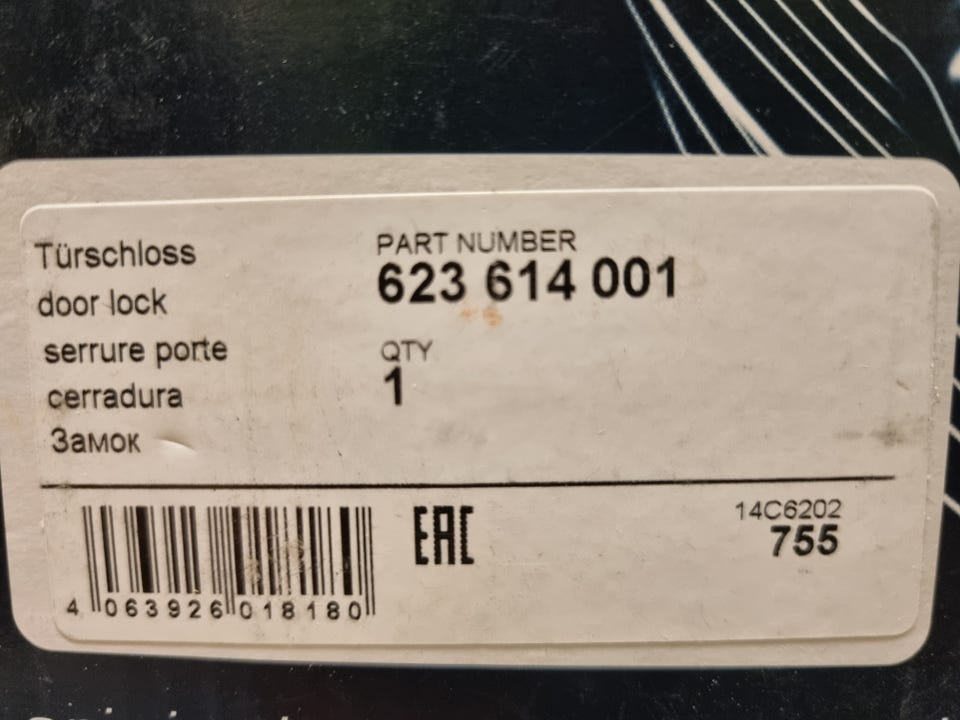 Türschloss
door lock
serrure porte
cerradura
Замок
PART NUMBER
623 614 001
QTY
1
4 063926 018180
EAC
14C6202
755